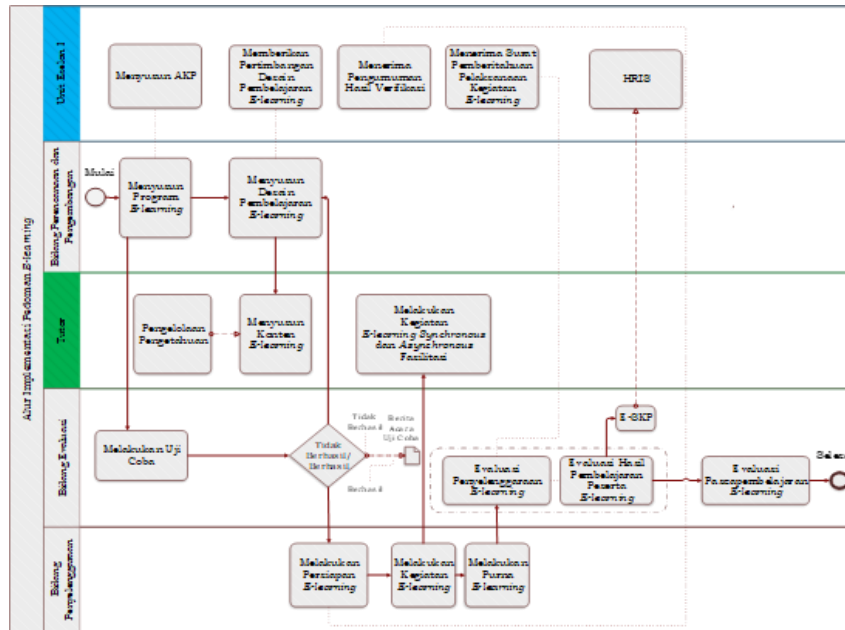 Alur Implementasi Pedoman E-learning
Unit Eselon 1
Menyusun AKP
Memberikan
Pertimbangan
Desain
Pembelajaran
E-learning
Menerima
Pengumuman
Hasil Verifikasi
Menerima Surat
Pemberitahuan
Pelaksanaan
Kegiatan
E-learning
HRIS
Bidang Perencanaan dan
Pengembangan
Mulai
Menyusun
Program
E-learning
Menyusun
Desain
Pembelajaran
E-learning
Tutor
Pengelolaan
Pengetahuan
Menyusun
Konten
E-learning
Melakukan
Kegiatan
E-learning Synchronous
dan Asynchronous
Fasilitasi
Bidang Evaluasi
Melakukan Uji
Coba
Tidak
Berhasil/
Berhasil
Tidak
Berhasil
Berhasil
Berita
Acara
Uji Coba
Evaluasi
Penyelenggaraan
E-learning
Evaluasi Hasil
Pembelajaran
Peserta
E-learning
E-SKP
Evaluasi
Pascapembelajaran
E-learning
Selesai
Bidang
Penyelenggaraan
Melakukan
Persiapan
E-learning
Melakukan
Kegiatan
E-learning
Melakukan
Purna
E-learning